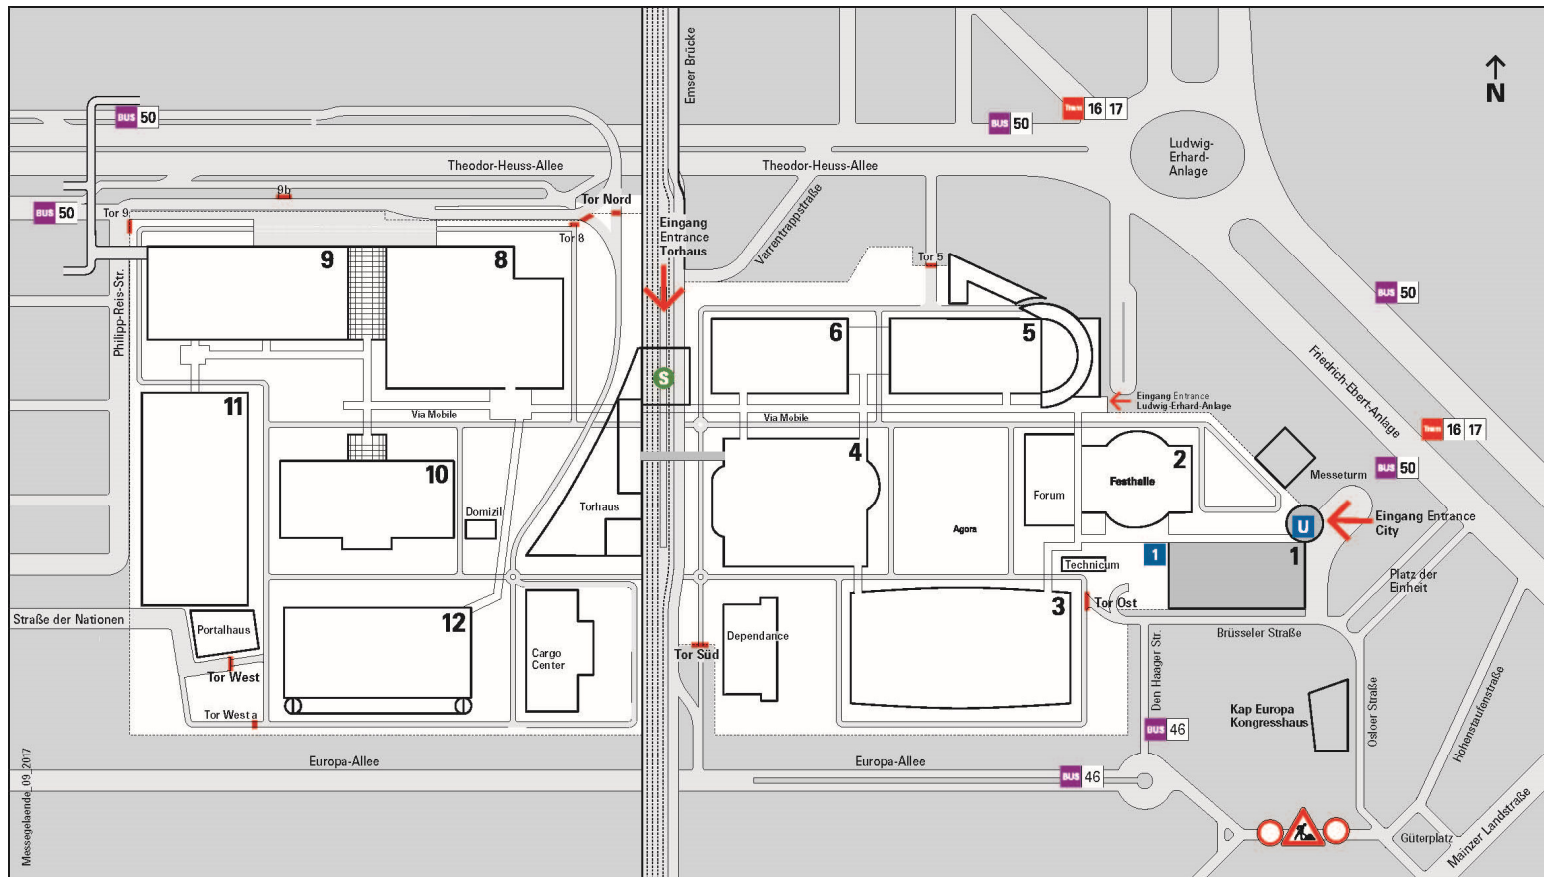 Emser Brücke
N
BUS 50
BUS 50
Tram 16 17
Ludwig-
Erhard-
Anlage
Theodor-Heuss-Allee
Theodor-Heuss-Allee
9b
Tor Nord
BUS 50
Tor 9
Tor 8
Eingang
Entrance
Torhaus
Varrentrappstraße
Tor 5
Philipp-Reis-Str.
9
8
6
5
BUS 50
S
Friedrich-Ebert-Anlage
11
Via Mobile
Via Mobile
Eingang Entrance
Ludwig-Erhard-Anlage
Tram 16 17
10
4
2
Festhalle
Forum
Messeturm
BUS 50
Domizil
Torhaus
Agora
U
Eingang Entrance
City
1
1
Technicum
Platz der
Einheit
Straße der Nationen
Portalhaus
12
3
Tor Ost
Brüsseler Straße
Dependance
Cargo
Center
Tor Süd
Tor West
Den Haager Str.
Kap Europa
Kongresshaus
Osloer Straße
Hohenstaufenstraße
Tor West a
BUS 46
Europa-Allee
Europa-Allee
BUS 46
Messegelaende_09_2017
Güterplatz
Mainzer Landstraße